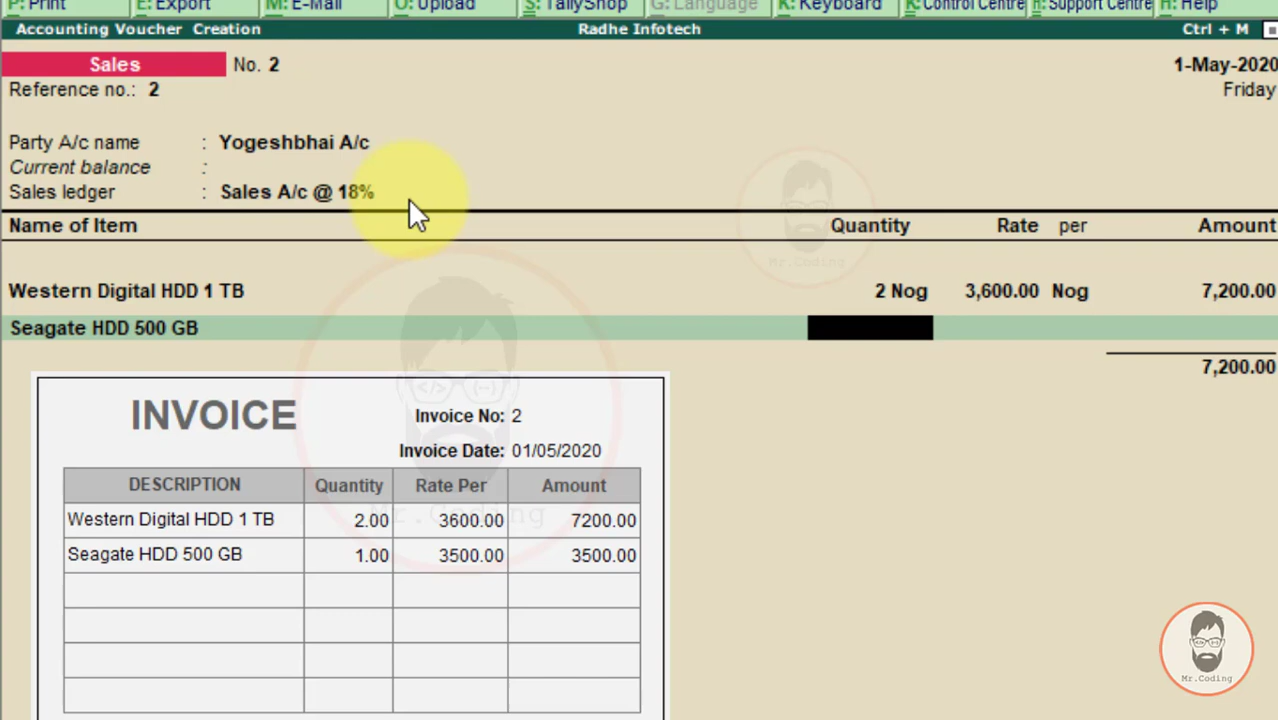 P: Print E: Export M: E-Mail O: Upload S: TallyShop G: Language K: Keyboard K: Control Centre H: Support Centre H: Help
Accounting Voucher Creation Radhe Infotech Ctrl + M
Sales No. 2 1-May-2020
Reference no.: 2 Friday
Party A/c name : Yogeshbhai A/c
Current balance :
Sales ledger : Sales A/c @ 18%
Name of Item Quantity Rate per Amount
Mr.Coding
Western Digital HDD 1 TB 2 Nog 3,600.00 Nog 7,200.00
Seagate HDD 500 GB
7,200.00
INVOICE Invoice No: 2
Invoice Date: 01/05/2020
DESCRIPTION Quantity Rate Per Amount
Mr.Coding
Western Digital HDD 1 TB 2.00 3600.00 7200.00
Seagate HDD 500 GB 1.00 3500.00 3500.00
Mr.Coding